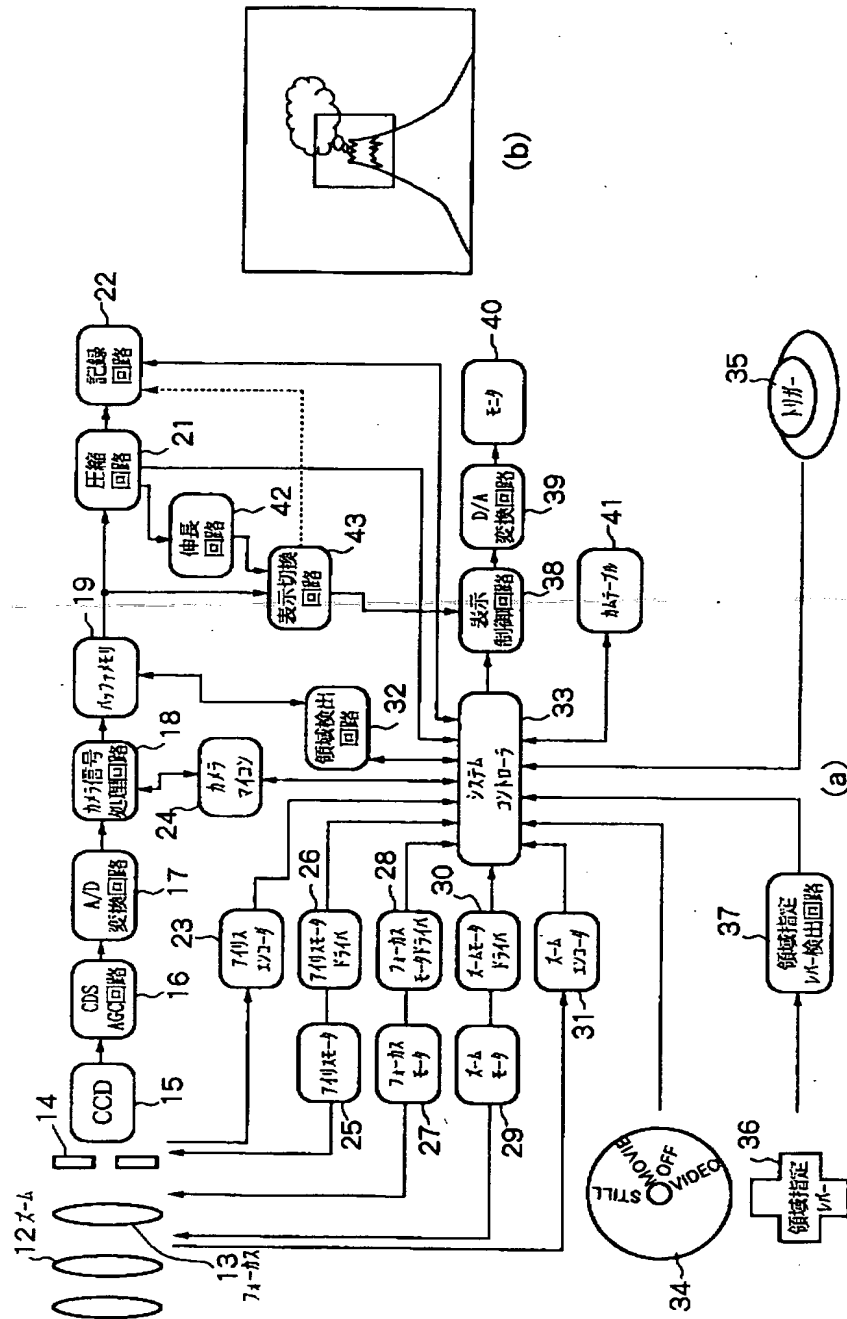 12
ズーム
13
フォーカス
14
CCD
15
CDS
AGC回路
16
A/D
変換回路
17
カメラ信号
処理回路
18
バッファメモリ
19
圧縮
回路
21
記録
回路
22
アイリス
エンコーダ
23
カメラ
マイコン
24
伸長
回路
42
表示切換
回路
43
領域検出
回路
32
アイリスモータ
25
アイリスモータ
ドライバ
26
フォーカス
モータ
27
フォーカス
モータドライバ
28
ズーム
モータ
29
ズームモータ
ドライバ
30
ズーム
エンコーダ
31
システム
コントローラ
33
表示
制御回路
38
D/A
変換回路
39
モニタ
40
カムテーブル
41
STILL
MOVIE
OFF
VIDEO
34
領域指定
レバー
36
領域指定
レバー検出回路
37
トリガー
35
(a)
(b)